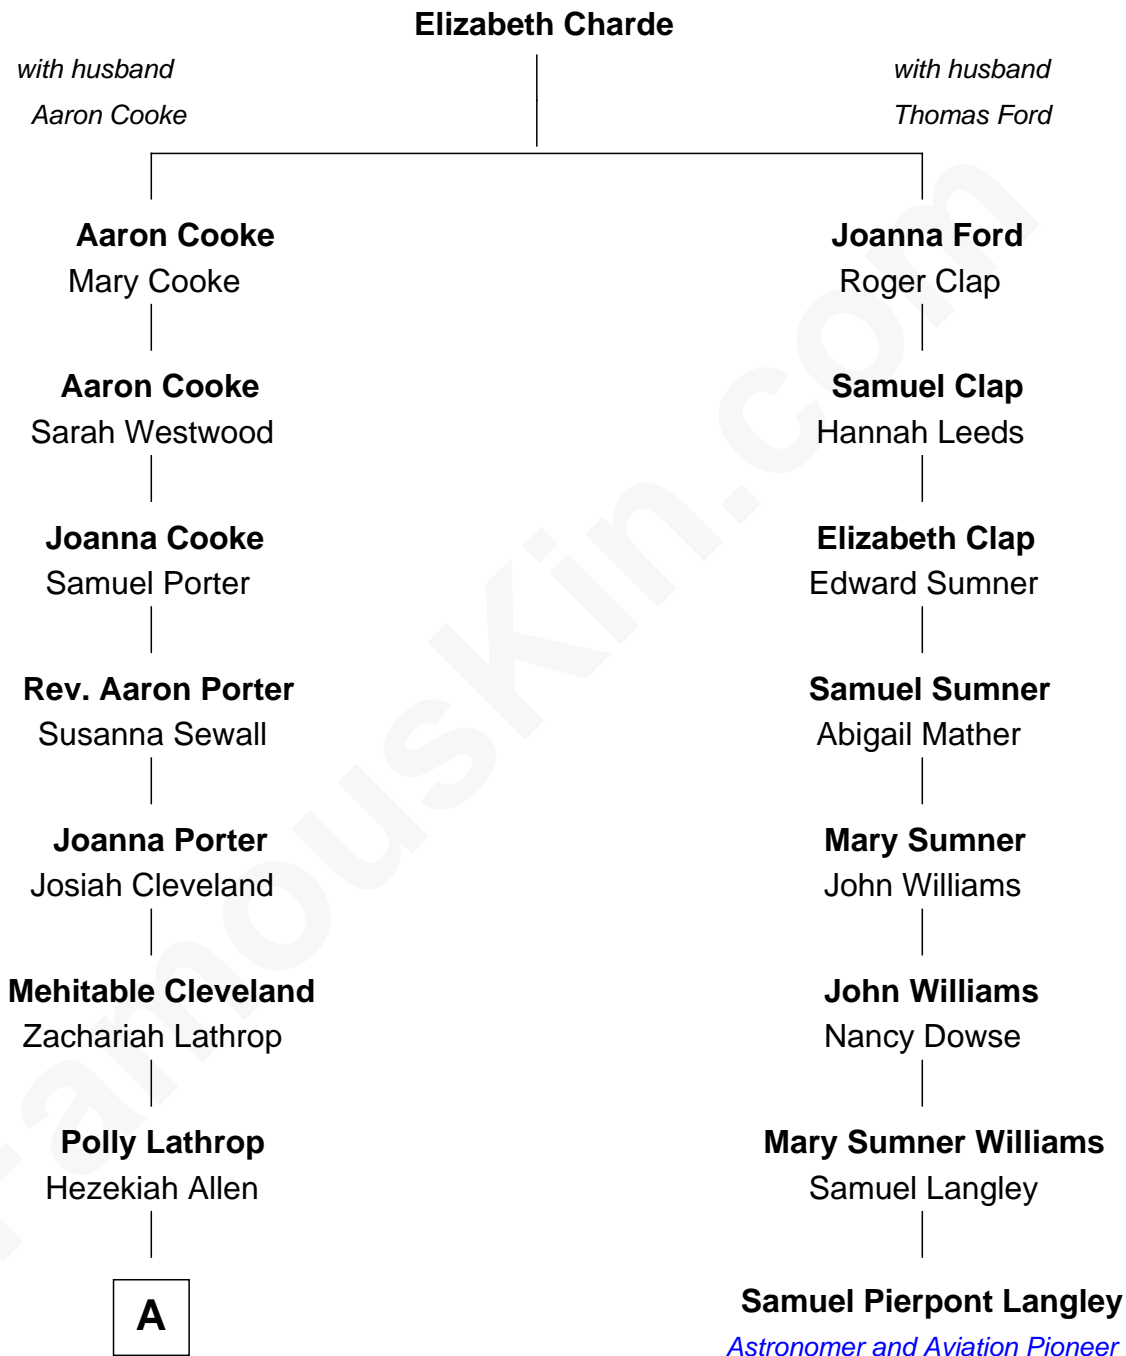 Elizabeth Charde
with husband
Aaron Cooke
with husband
Thomas Ford
Aaron Cooke
Mary Cooke
Joanna Ford
Roger Clap
Aaron Cooke
Sarah Westwood
Samuel Clap
Hannah Leeds
Joanna Cooke
Samuel Porter
Elizabeth Clap
Edward Sumner
Rev. Aaron Porter
Susanna Sewall
Samuel Sumner
Abigail Mather
Joanna Porter
Josiah Cleveland
Mary Sumner
John Williams
Mehitable Cleveland
Zachariah Lathrop
John Williams
Nancy Dowse
Polly Lathrop
Hezekiah Allen
Mary Sumner Williams
Samuel Langley
A
Samuel Pierpont Langley
Astronomer and Aviation Pioneer
FamousKin.com